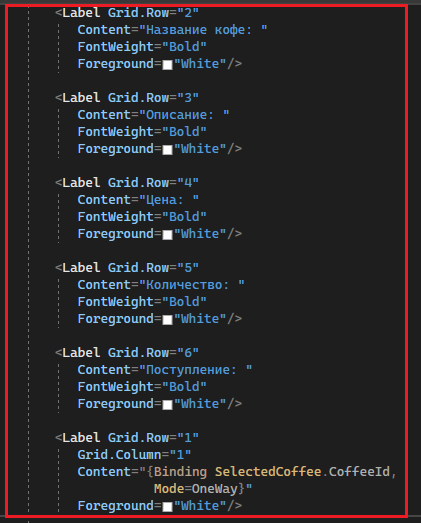 <Label Grid.Row="2"
Content="Название кофе: "
FontWeight="Bold"
Foreground="White"/>
<Label Grid.Row="3"
Content="Описание: "
FontWeight="Bold"
Foreground="White"/>
<Label Grid.Row="4"
Content="Цена: "
FontWeight="Bold"
Foreground="White"/>
<Label Grid.Row="5"
Content="Количество: "
FontWeight="Bold"
Foreground="White"/>
<Label Grid.Row="6"
Content="Поступление: "
FontWeight="Bold"
Foreground="White"/>
<Label Grid.Row="1"
Grid.Column="1"
Content="{Binding SelectedCoffee.CoffeeId,
Mode=OneWay}"
Foreground="White"/>